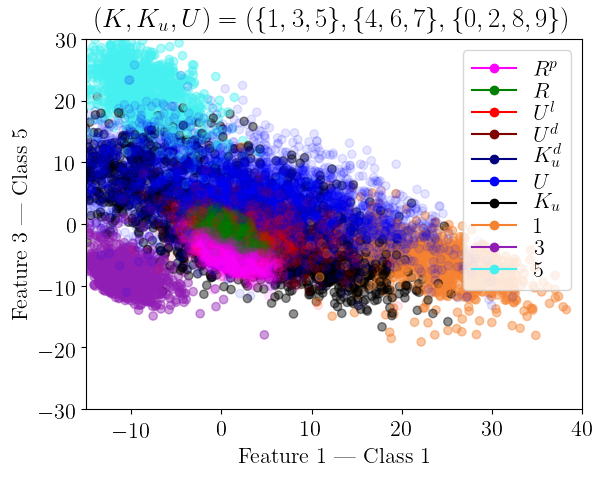 (K, K_u, U) = ({1, 3, 5}, {4, 6, 7}, {0, 2, 8, 9})
30
20
10
0
−10
−20
−30
Feature 3 — Class 5
R^p
R
U^l
U^d
K_u^d
U
K_u
1
3
5
−10
0
10
20
30
40
Feature 1 — Class 1